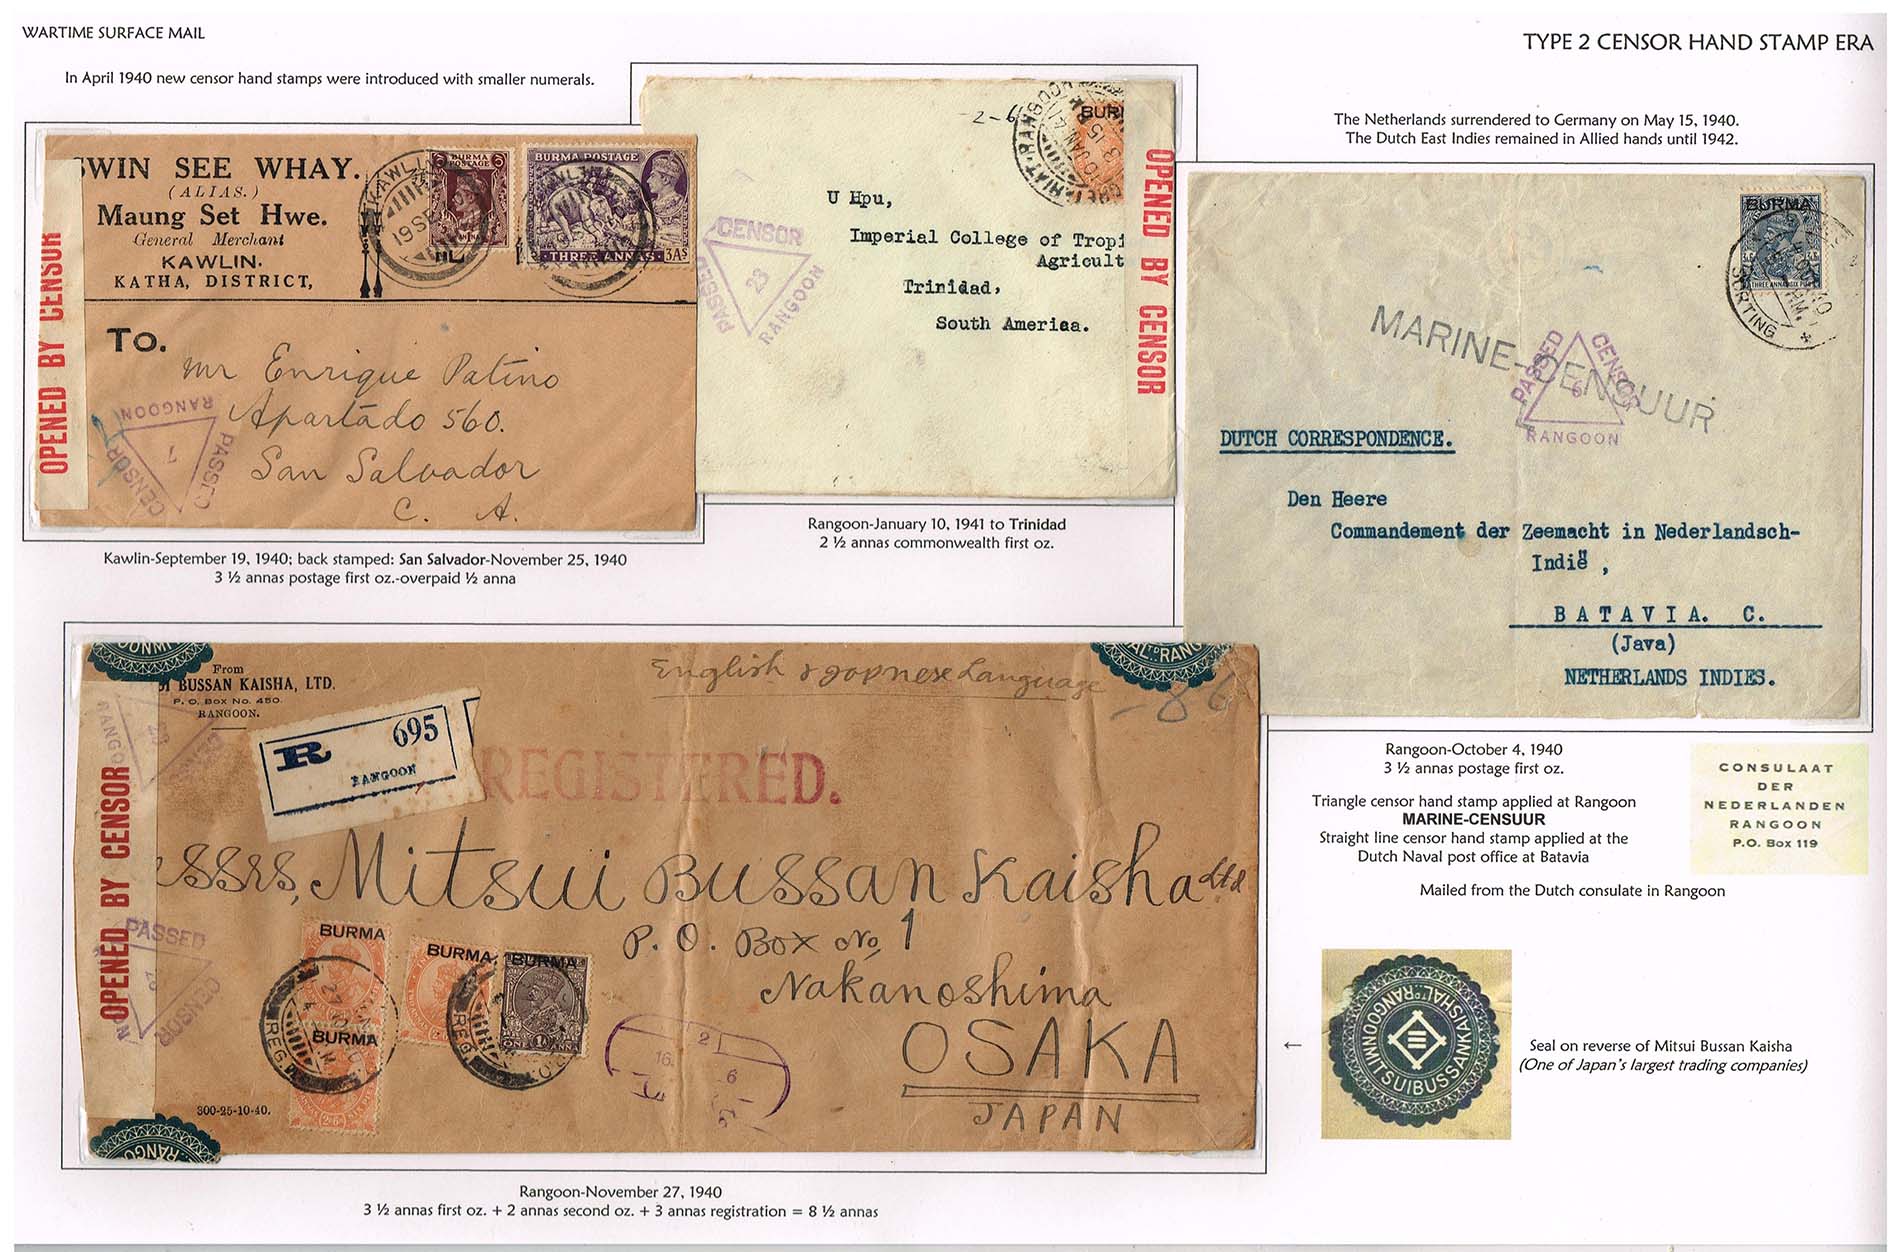 WARTIME SURFACE MAIL
TYPE 2 CENSOR HAND STAMP ERA
In April 1940 new censor hand stamps were introduced with smaller numerals.
SWIN SEE WHAY.
(ALIAS.)
Maung Set Hwe.
General Merchant
KAWLIN.
KATHA, DISTRICT,
To.
Mr Enrique Patino
Apartado 560.
San Salvador
C. A.
OPENED BY CENSOR
PASSED
CENSOR
7
RANGOON
KAWLIN
19 SEP
BURMA POSTAGE
BURMA POSTAGE
THREE ANNAS
3AS
Kawlin-September 19, 1940; back stamped: San Salvador-November 25, 1940
3 ½ annas postage first oz.-overpaid ½ anna
-2-6
BUR
U Hpu,
Imperial College of Tropi
Agricult
Trinidad,
South Ameriaa.
OPENED BY CENSOR
PASSED
CENSOR
23
RANGOON
Rangoon-January 10, 1941 to Trinidad
2 ½ annas commonwealth first oz.
The Netherlands surrendered to Germany on May 15, 1940.
The Dutch East Indies remained in Allied hands until 1942.
BURMA
THREE ANNAS SIX PIES
SORTING
MARINE-CENSUUR
PASSED
CENSOR
6
RANGOON
DUTCH CORRESPONDENCE.
Den Heere
Commandement der Zeemacht in Nederlandsch-
Indië ,
BATAVIA. C.
(Java)
NETHERLANDS INDIES.
Rangoon-October 4, 1940
3 ½ annas postage first oz.
Triangle censor hand stamp applied at Rangoon
MARINE-CENSUUR
Straight line censor hand stamp applied at the
Dutch Naval post office at Batavia
Mailed from the Dutch consulate in Rangoon
CONSULAAT
DER
NEDERLANDEN
RANGOON
P.O. Box 119
From
I BUSSAN KAISHA, LTD.
P. O. Box No. 450.
RANGOON.
English & Japnese Language
-86
R 695
RANGOON
REGISTERED.
essrs, Mitsui Bussan Kaisha Ltd.
P. O. Box No 1
Nakanoshima
OSAKA
JAPAN
OPENED BY CENSOR
PASSED
CENSOR
BURMA
BURMA
BURMA
BURMA
ONE 1A ANNA
300-25-10-40.
Rangoon-November 27, 1940
3 ½ annas first oz. + 2 annas second oz. + 3 annas registration = 8 ½ annas
RANGOONMITSUIBUSSANKAISHALTD
←
Seal on reverse of Mitsui Bussan Kaisha
(One of Japan's largest trading companies)